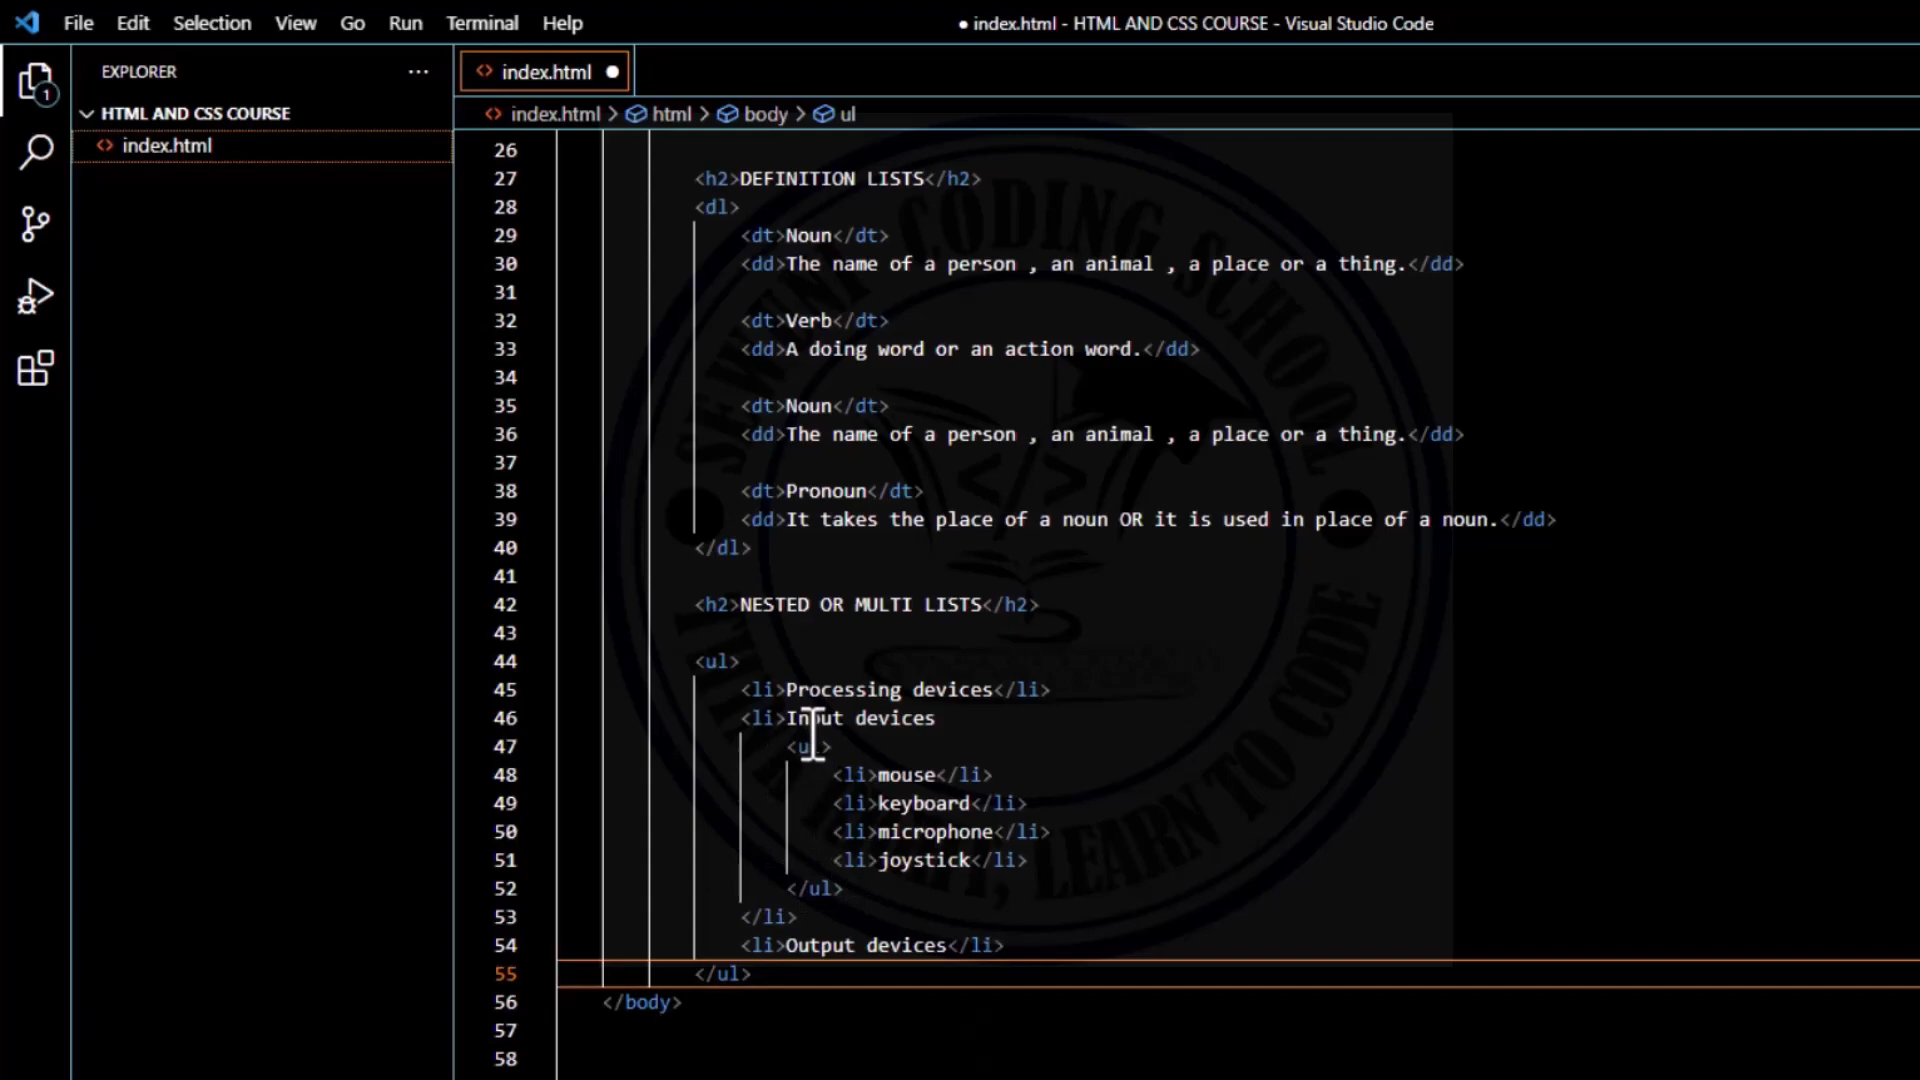 File Edit Selection View Go Run Terminal Help
● index.html - HTML AND CSS COURSE - Visual Studio Code
EXPLORER ···
index.html ●
1
HTML AND CSS COURSE
index.html
index.html > html > body > ul
26
27 <h2>DEFINITION LISTS</h2>
28 <dl>
29 <dt>Noun</dt>
30 <dd>The name of a person , an animal , a place or a thing.</dd>
31
32 <dt>Verb</dt>
33 <dd>A doing word or an action word.</dd>
34
35 <dt>Noun</dt>
36 <dd>The name of a person , an animal , a place or a thing.</dd>
37
38 <dt>Pronoun</dt>
39 <dd>It takes the place of a noun OR it is used in place of a noun.</dd>
40 </dl>
41
42 <h2>NESTED OR MULTI LISTS</h2>
43
44 <ul>
45 <li>Processing devices</li>
46 <li>Input devices
47 <ul>
48 <li>mouse</li>
49 <li>keyboard</li>
50 <li>microphone</li>
51 <li>joystick</li>
52 </ul>
53 </li>
54 <li>Output devices</li>
55 </ul>
56 </body>
57
58
CODING SCHOOL
LEARN TO CODE